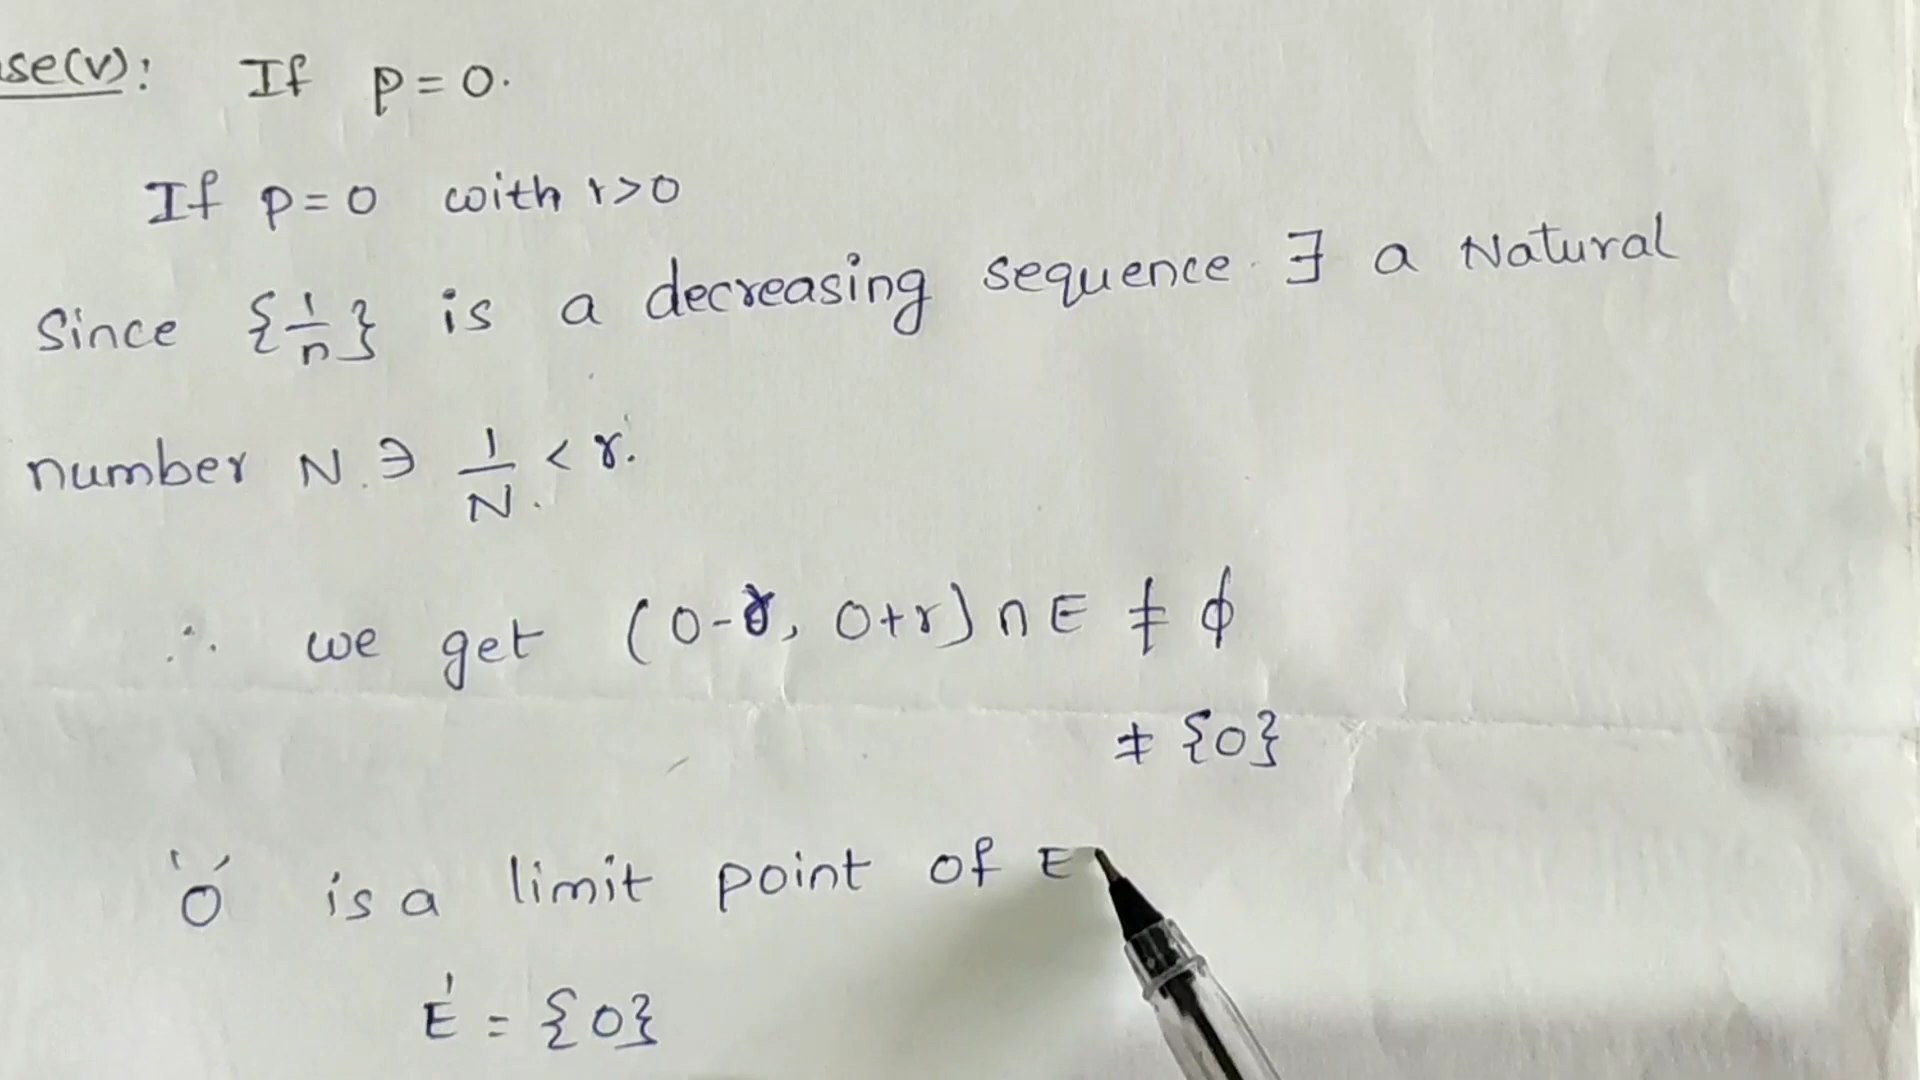 se(v): If p=0.
If p=0 with r>0
Since {1/n} is a decreasing sequence ∃ a Natural
number N ∋ 1/N < r.
∴ we get (0-r, 0+r) ∩ E ≠ ϕ
≠ {0}
'0' is a limit point of E
E' = {0}